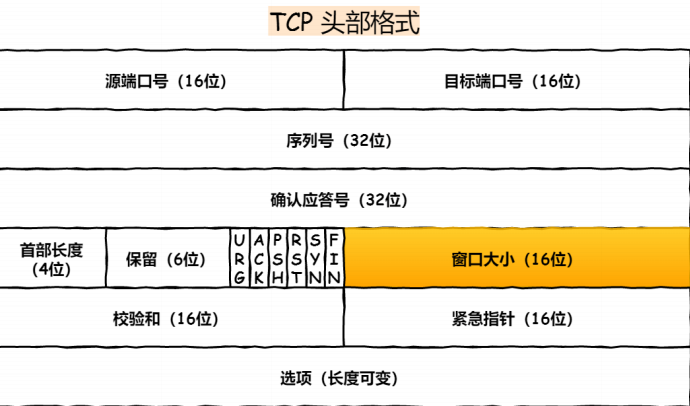 TCP 头部格式
源端口号（16位）
目标端口号（16位）
序列号（32位）
确认应答号（32位）
首部长度
（4位）
保留（6位）
URG
ACK
PSH
RST
SYN
FIN
窗口大小（16位）
校验和（16位）
紧急指针（16位）
选项（长度可变）